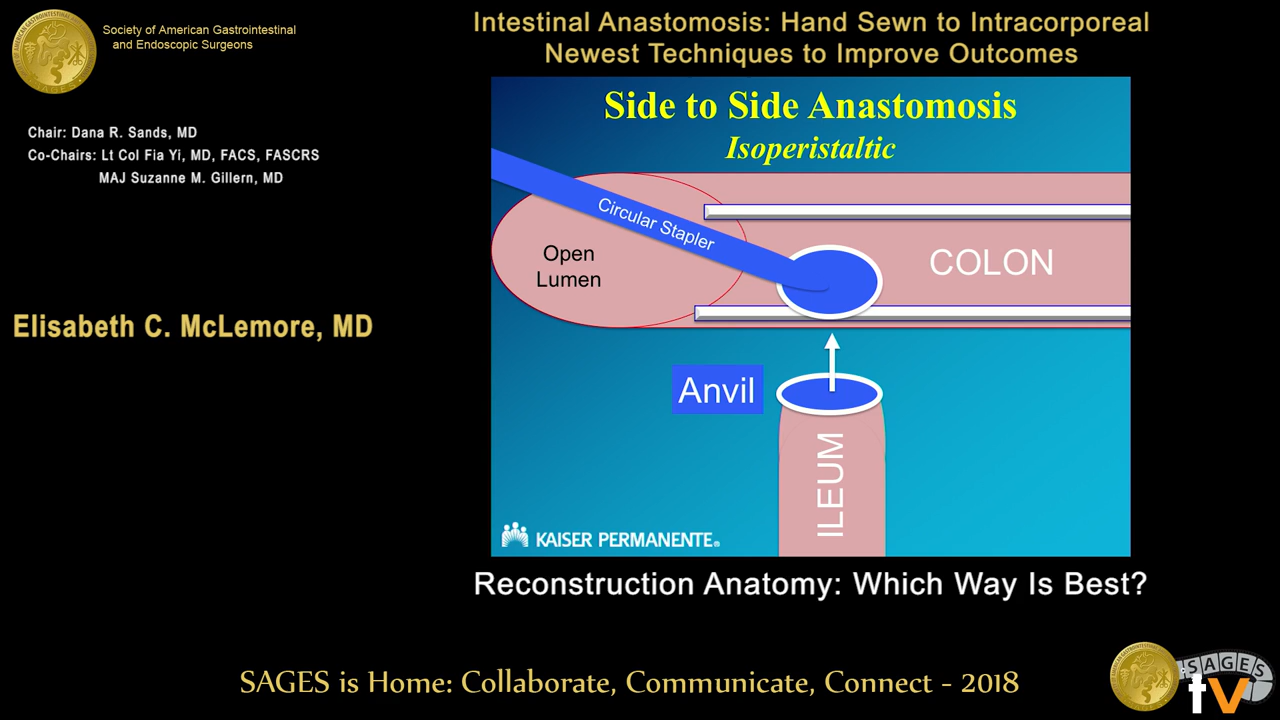 Society of American Gastrointestinal
and Endoscopic Surgeons
Intestinal Anastomosis: Hand Sewn to Intracorporeal
Newest Techniques to Improve Outcomes
Chair: Dana R. Sands, MD
Co-Chairs: Lt Col Fia Yi, MD, FACS, FASCRS
MAJ Suzanne M. Gillern, MD
Elisabeth C. McLemore, MD
Side to Side Anastomosis
Isoperistaltic
Circular Stapler
Open
Lumen
COLON
Anvil
ILEUM
KAISER PERMANENTE®
Reconstruction Anatomy: Which Way Is Best?
SAGES is Home: Collaborate, Communicate, Connect - 2018
SAGES
tv